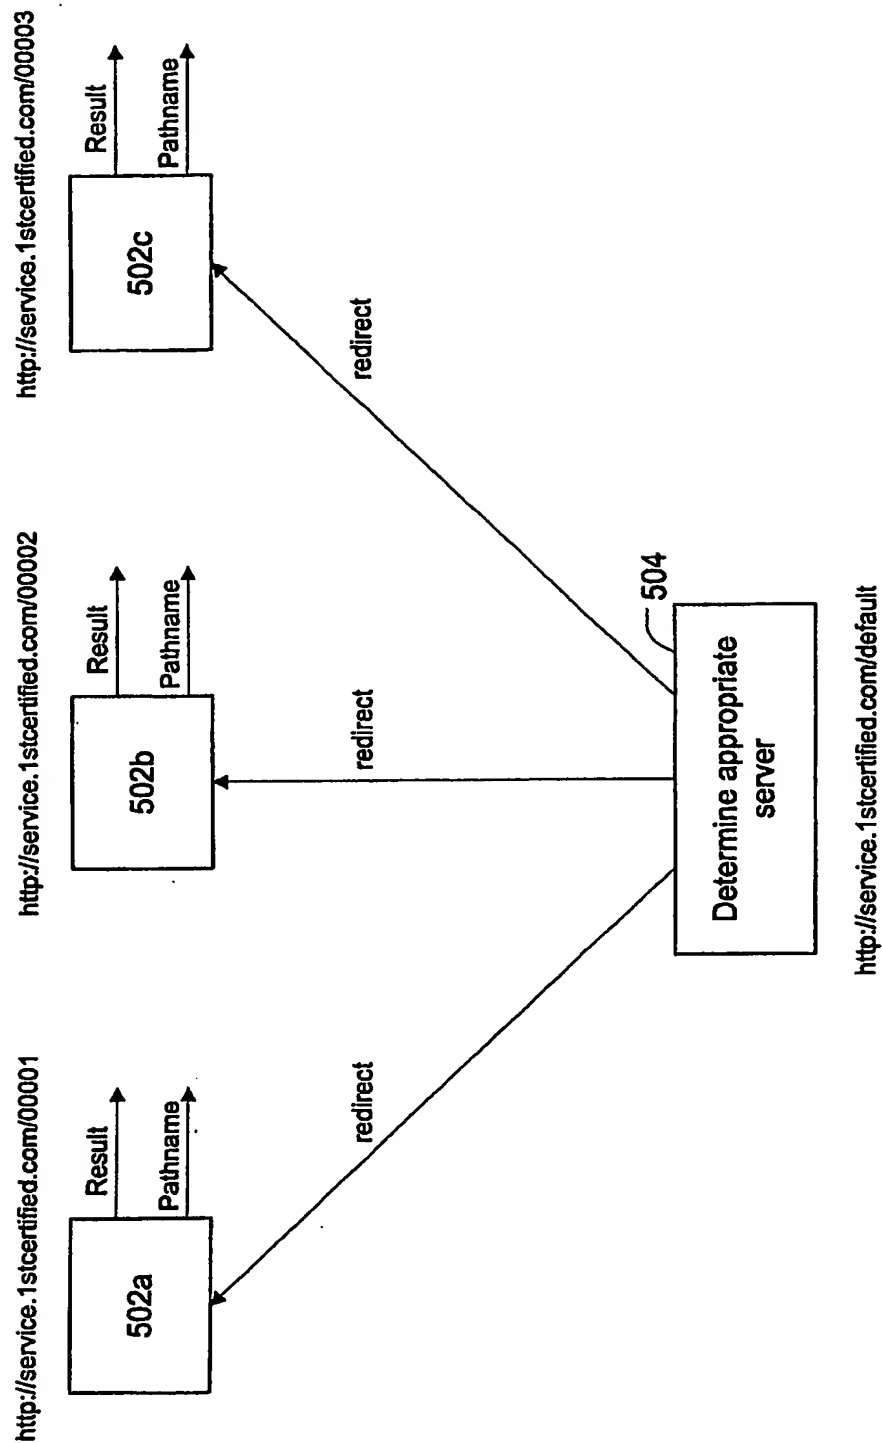 http://service.1stcertified.com/00001
http://service.1stcertified.com/00002
http://service.1stcertified.com/00003
Result
Result
Result
502a
Pathname
502b
Pathname
502c
Pathname
redirect
redirect
redirect
504
Determine appropriate
server
http://service.1stcertified.com/default